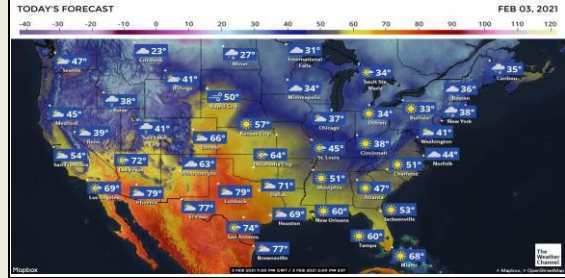 TODAY'S FORECAST
FEB 03, 2021
-40 -30 -20 -10 0 10 20 30 40 50 60 70 80 90 100 110 120
47° Seattle
23° Cut Bank
27° Minot
31° International Falls
35° Caribou
41° Billings
34° Sault Ste. Marie
50° Rapid City
34° Minneapolis
36° Boston
38° Boise
33° Buffalo
38° New York
45° Medford
37° Chicago
34° Detroit
57° Kansas City
39° Reno
41° Salt Lake City
41° Washington
66° Denver
45° St. Louis
38° Cincinnati
44° Norfolk
54° San Francisco
72° Las Vegas
63° Albuquerque
64° Oklahoma City
51° Charlotte
51° Memphis
69° Los Angeles
79° Phoenix
79° Lubbock
71° Dallas
47° Atlanta
77° El Paso
69° Houston
60° New Orleans
53° Jacksonville
74° San Antonio
60° Tampa
77° Brownsville
68° Miami
The Weather Channel
Mapbox
© Mapbox, © OpenStreetMap